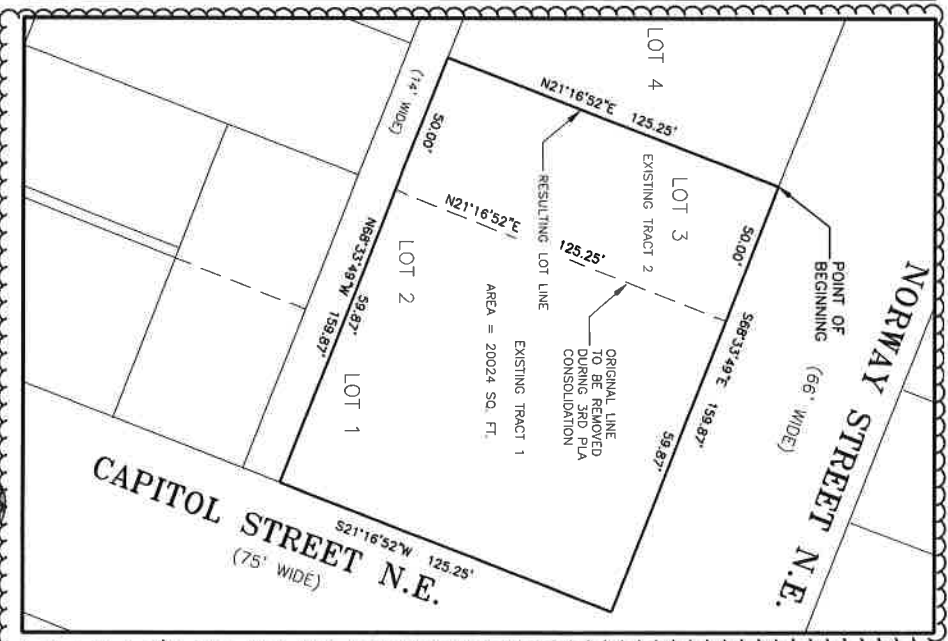 NORWAY STREET N.E.
(66' WIDE)
POINT OF
BEGINNING
LOT 4
N21°16'52"E 125.25'
RESULTING LOT LINE
LOT 3
EXISTING TRACT 2
50.00'
S68°33'49"E 159.87'
59.87'
(14' WIDE)
50.00'
N21°16'52"E 125.25'
ORIGINAL LINE
TO BE REMOVED
DURING 3RD PLA
CONSOLIDATION
LOT 2
EXISTING TRACT 1
AREA = 20024 SQ. FT.
N68°33'49"W 159.87'
59.87'
LOT 1
S21°16'52"W 125.25'
CAPITOL STREET N.E.
(75' WIDE)